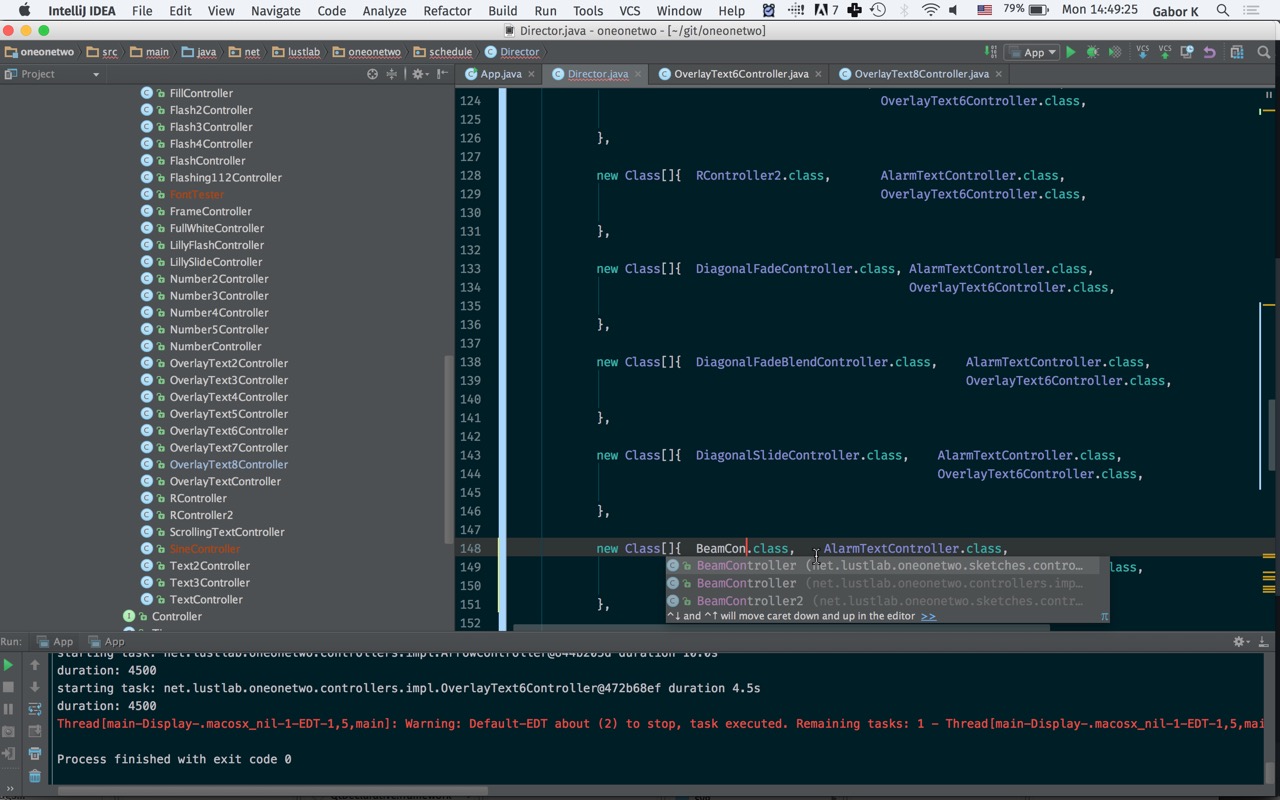 IntelliJ IDEA File Edit View Navigate Code Analyze Refactor Build Run Tools VCS Window Help 7 79% Mon 14:49:25 Gabor K
Director.java - oneonetwo - [~/git/oneonetwo]
oneonetwo src main java net lustlab oneonetwo schedule Director App
Project App.java Director.java OverlayText6Controller.java OverlayText8Controller.java
FillController
Flash2Controller
Flash3Controller
Flash4Controller
FlashController
Flashing112Controller
FontTester
FrameController
FullWhiteController
LillyFlashController
LillySlideController
Number2Controller
Number3Controller
Number4Controller
Number5Controller
NumberController
OverlayText2Controller
OverlayText3Controller
OverlayText4Controller
OverlayText5Controller
OverlayText6Controller
OverlayText7Controller
OverlayText8Controller
OverlayTextController
RController
RController2
ScrollingTextController
SineController
Text2Controller
Text3Controller
TextController
Controller
124 OverlayText6Controller.class,
125
126 },
127
128 new Class[]{ RController2.class, AlarmTextController.class,
129 OverlayText6Controller.class,
130
131 },
132
133 new Class[]{ DiagonalFadeController.class, AlarmTextController.class,
134 OverlayText6Controller.class,
135
136 },
137
138 new Class[]{ DiagonalFadeBlendController.class, AlarmTextController.class,
139 OverlayText6Controller.class,
140
141 },
142
143 new Class[]{ DiagonalSlideController.class, AlarmTextController.class,
144 OverlayText6Controller.class,
145
146 },
147
148 new Class[]{ BeamCon.class, AlarmTextController.class,
149 class,
150
151 },
152
BeamController (net.lustlab.oneonetwo.sketches.contro...
BeamController (net.lustlab.oneonetwo.controllers.imp...
BeamController2 (net.lustlab.oneonetwo.sketches.contr...
^↓ and ^↑ will move caret down and up in the editor >> π
Run: App App
starting task: net.lustlab.oneonetwo.controllers.impl.ArrowController@644b205d duration 10.0s
duration: 4500
starting task: net.lustlab.oneonetwo.controllers.impl.OverlayText6Controller@472b68ef duration 4.5s
duration: 4500
Thread[main-Display-.macosx_nil-1-EDT-1,5,main]: Warning: Default-EDT about (2) to stop, task executed. Remaining tasks: 1 - Thread[main-Display-.macosx_nil-1-EDT-1,5,mai
Process finished with exit code 0